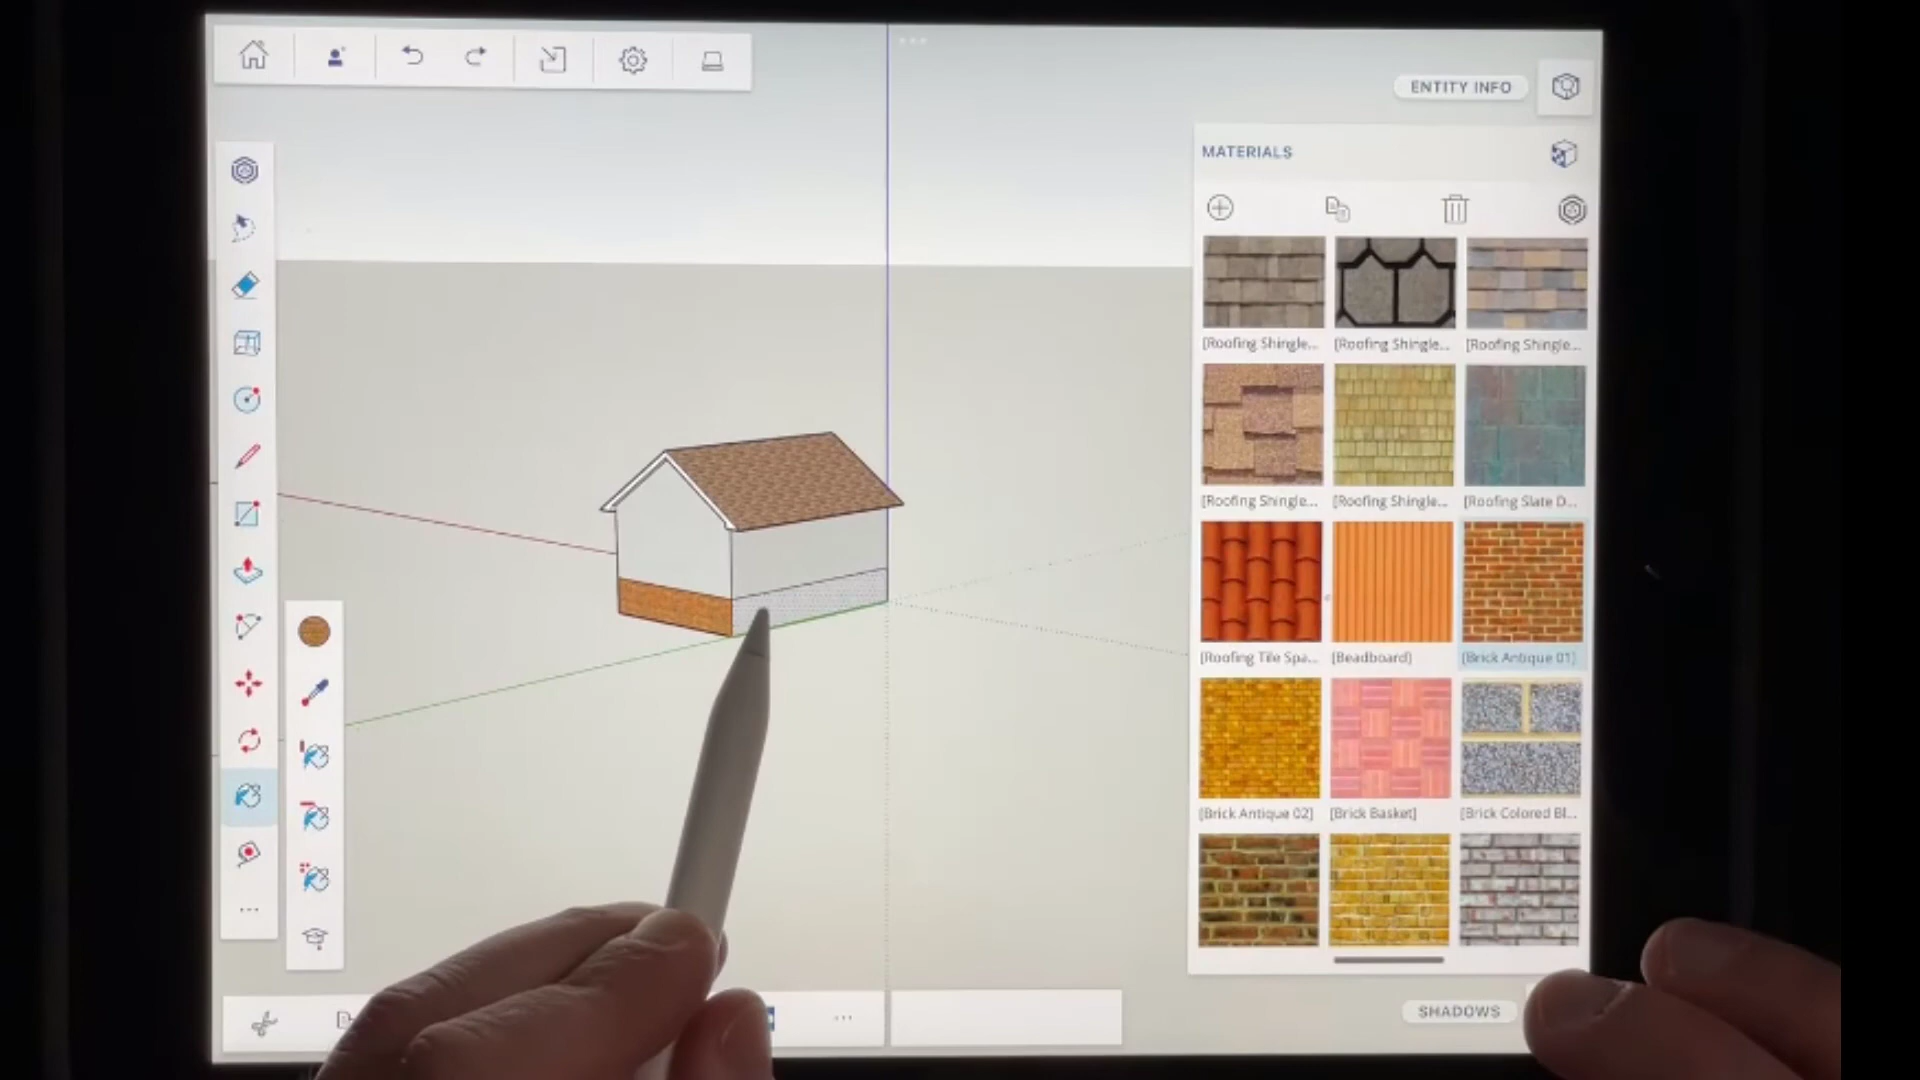 ENTITY INFO
MATERIALS
[Roofing Shingle... [Roofing Shingle... [Roofing Shingle...
[Roofing Shingle... [Roofing Shingle... [Roofing Slate D...
[Roofing Tile Spa... [Beadboard] [Brick Antique 01]
[Brick Antique 02] [Brick Basket] [Brick Colored Bl...
SHADOWS